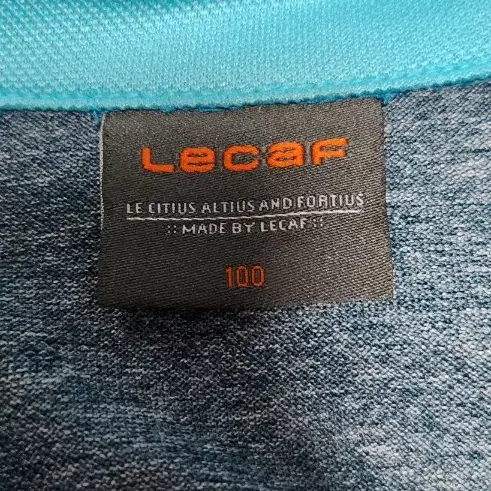 Lecaf
LE CITIUS ALTIUS AND FORTIUS
:: MADE BY LECAF ::
100